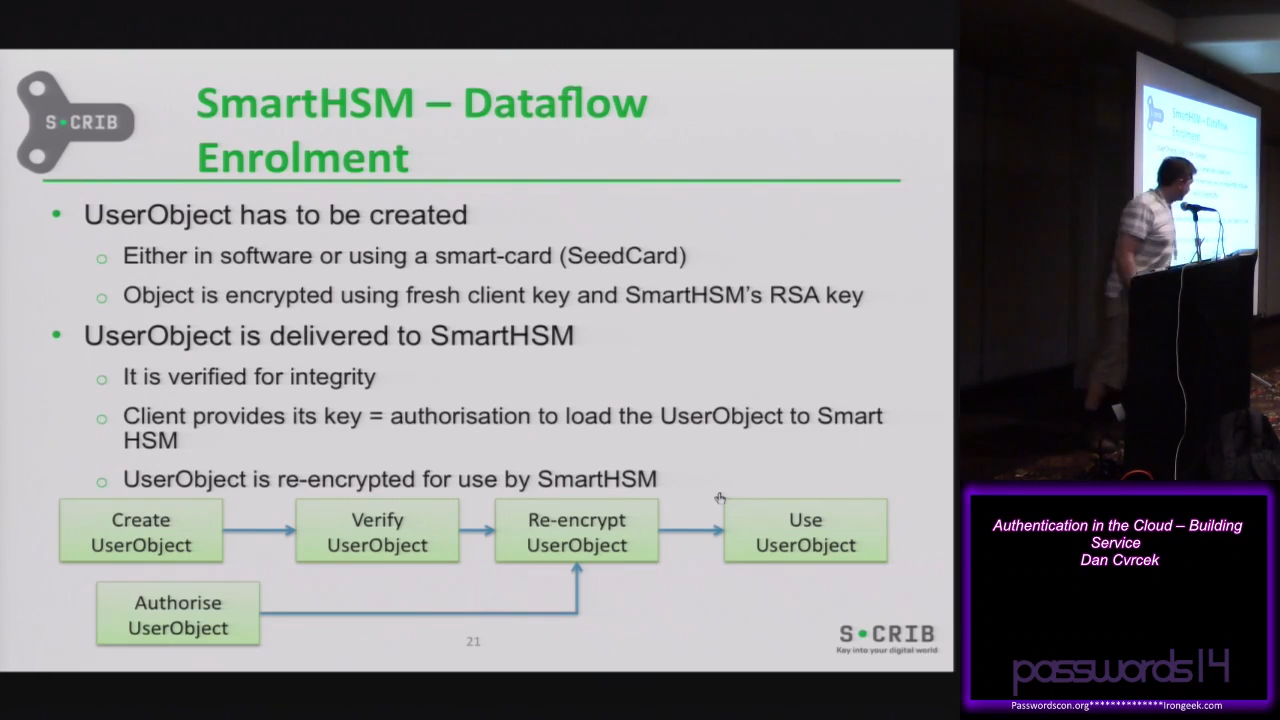 S•CRIB
SmartHSM – Dataflow
Enrolment
• UserObject has to be created
o Either in software or using a smart-card (SeedCard)
o Object is encrypted using fresh client key and SmartHSM's RSA key
• UserObject is delivered to SmartHSM
o It is verified for integrity
o Client provides its key = authorisation to load the UserObject to Smart
HSM
o UserObject is re-encrypted for use by SmartHSM
Create
UserObject
Verify
UserObject
Re-encrypt
UserObject
Use
UserObject
Authorise
UserObject
21
S•CRIB
Key into your digital world
SmartHSM – Dataflow
Enrolment
Authentication in the Cloud – Building
Service
Dan Cvrcek
passwords14
Passwordscon.org**************Irongeek.com